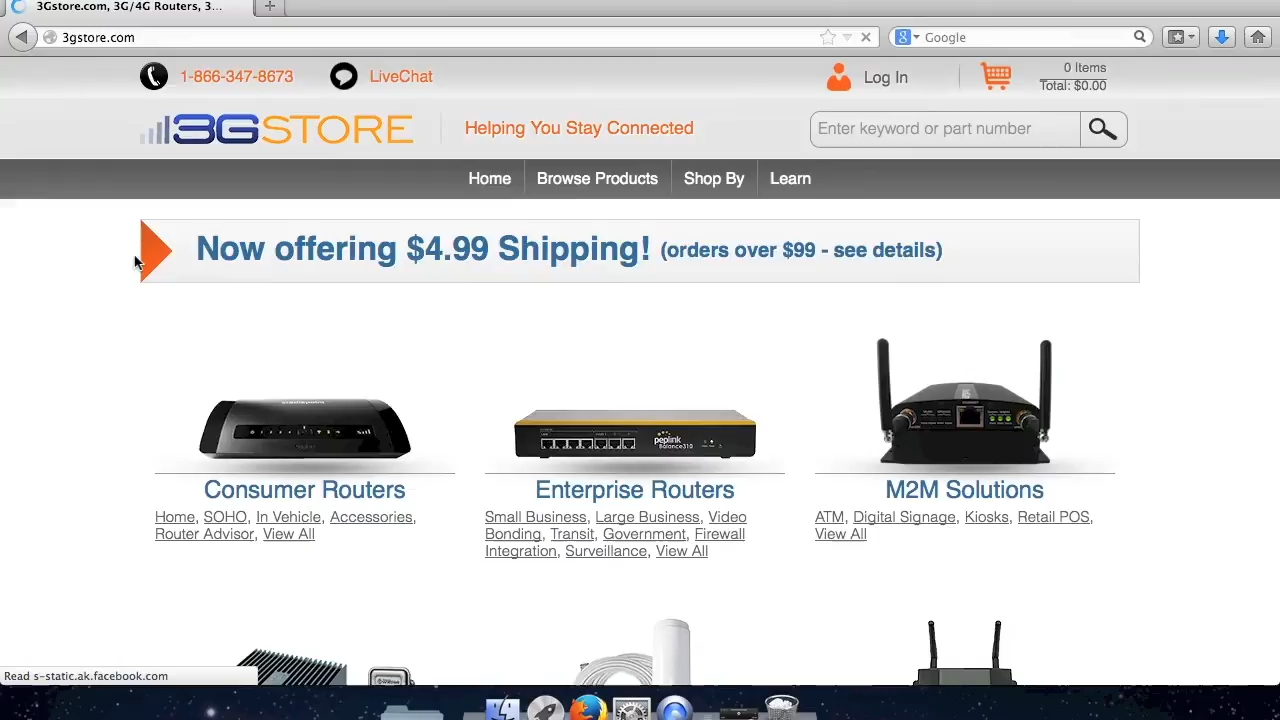 3Gstore.com, 3G/4G Routers, 3...
3gstore.com
Google
1-866-347-8673
LiveChat
Log In
0 Items
Total: $0.00
3GSTORE
Helping You Stay Connected
Enter keyword or part number
Home
Browse Products
Shop By
Learn
Now offering $4.99 Shipping! (orders over $99 - see details)
peplink
Balance310
Consumer Routers
Enterprise Routers
M2M Solutions
Home, SOHO, In Vehicle, Accessories,
Router Advisor, View All
Small Business, Large Business, Video
Bonding, Transit, Government, Firewall
Integration, Surveillance, View All
ATM, Digital Signage, Kiosks, Retail POS,
View All
Read s-static.ak.facebook.com